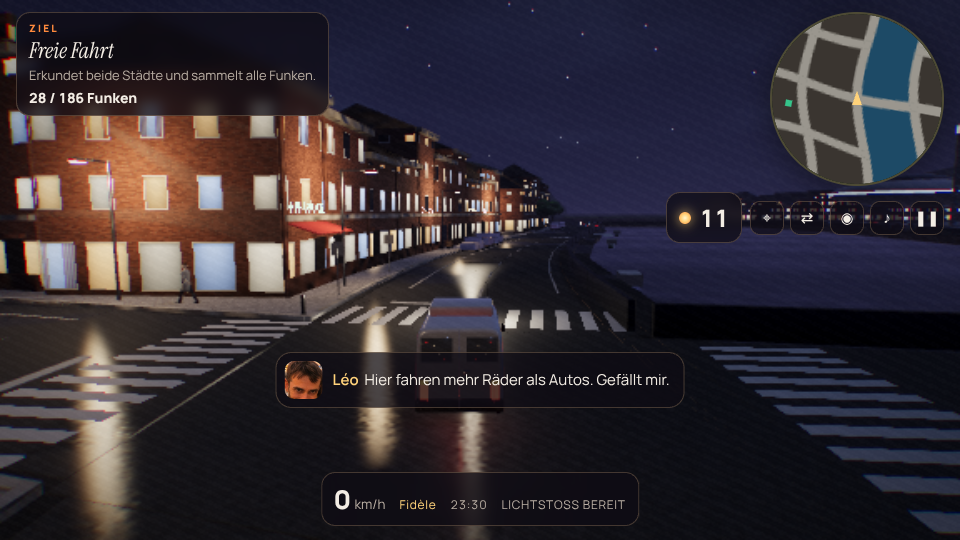 ZIEL
Freie Fahrt
Erkundet beide Städte und sammelt alle Funken.
28 / 186 Funken
11
Léo Hier fahren mehr Räder als Autos. Gefällt mir.
0 km/h Fidèle 23:30 LICHTSTOSS BEREIT